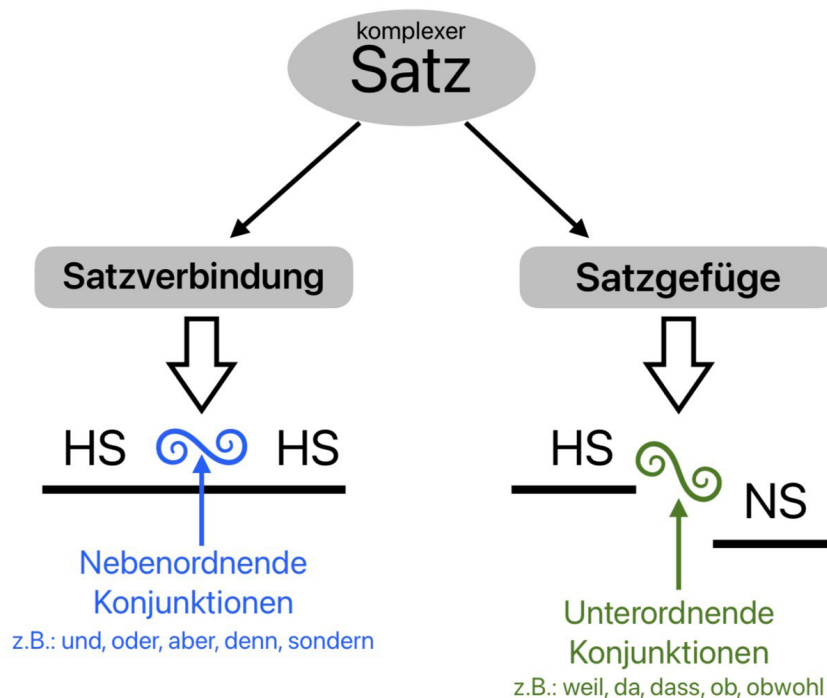 komplexer
Satz
Satzverbindung
Satzgefüge
HS
HS
HS
NS
Nebenordnende
Konjunktionen
z.B.: und, oder, aber, denn, sondern
Unterordnende
Konjunktionen
z.B.: weil, da, dass, ob, obwohl